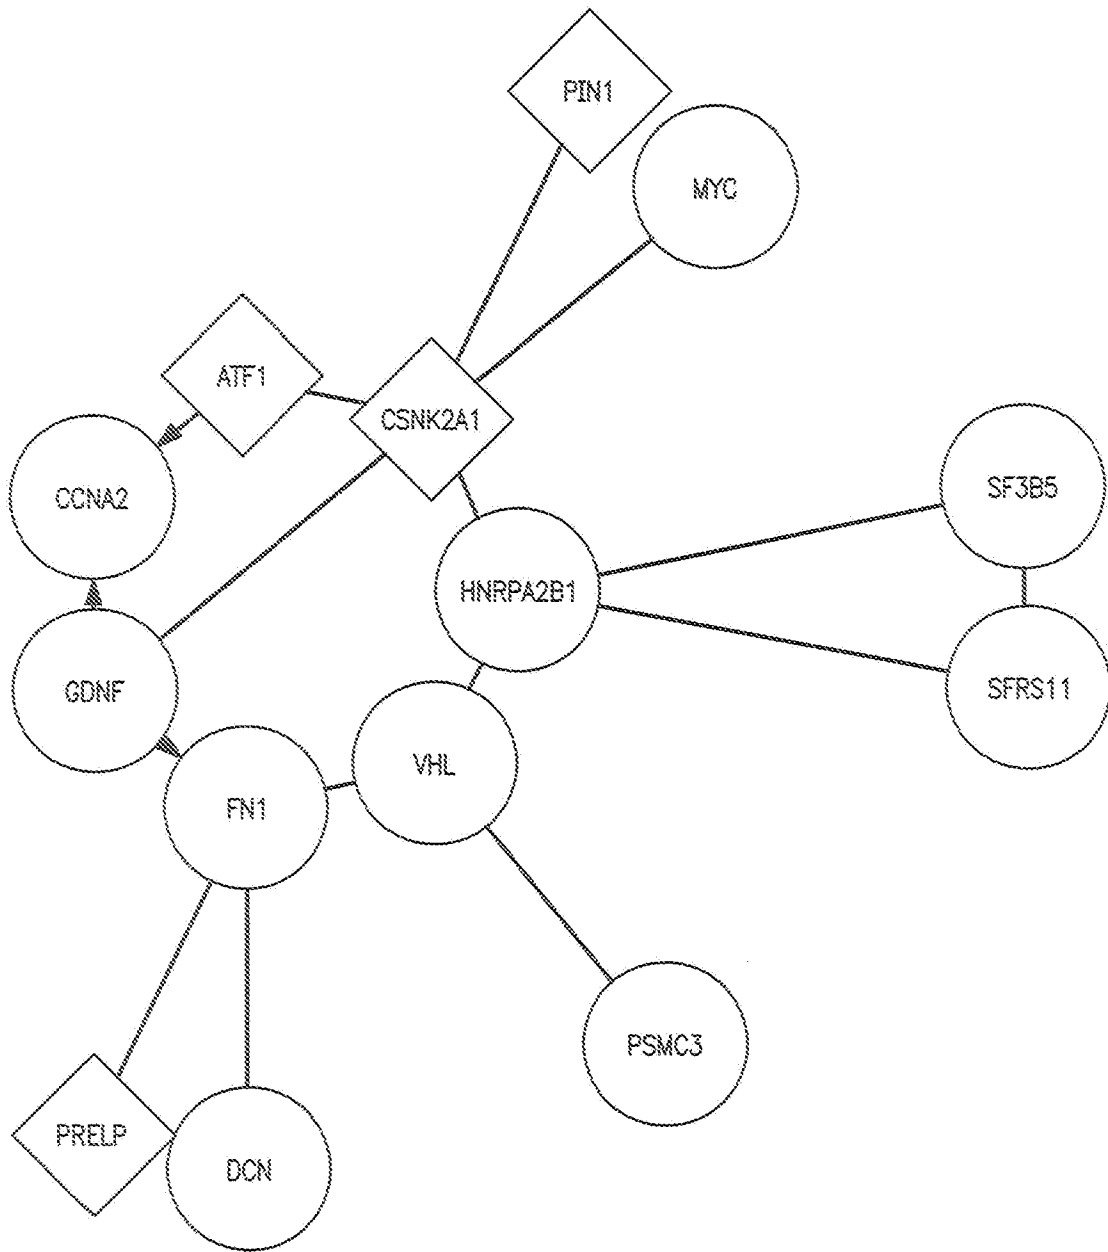 PIN1
MYC
ATF1
CSNK2A1
CCNA2
SF3B5
HNRPA2B1
GDNF
SFRS11
VHL
FN1
PSMC3
PRELP
DCN